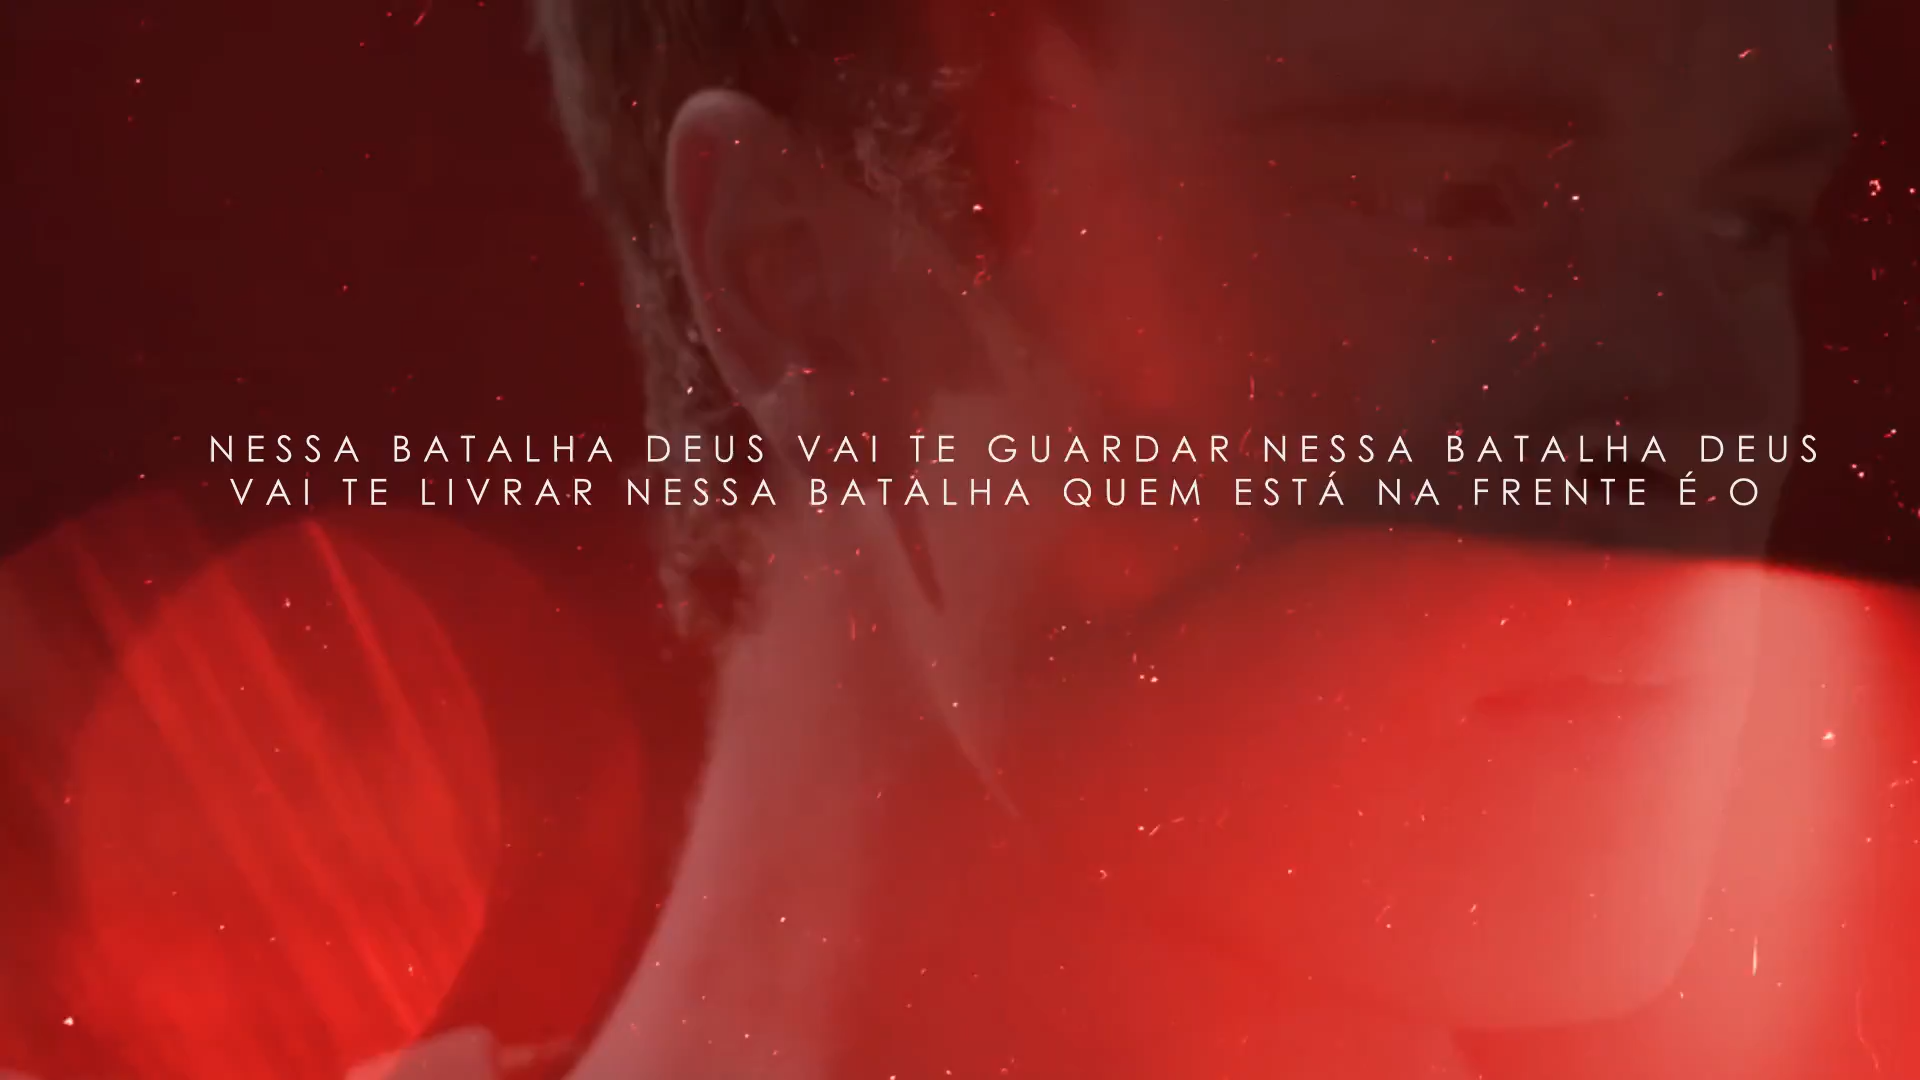 NESSA BATALHA DEUS VAI TE GUARDAR NESSA BATALHA DEUS
VAI TE LIVRAR NESSA BATALHA QUEM ESTÁ NA FRENTE É O